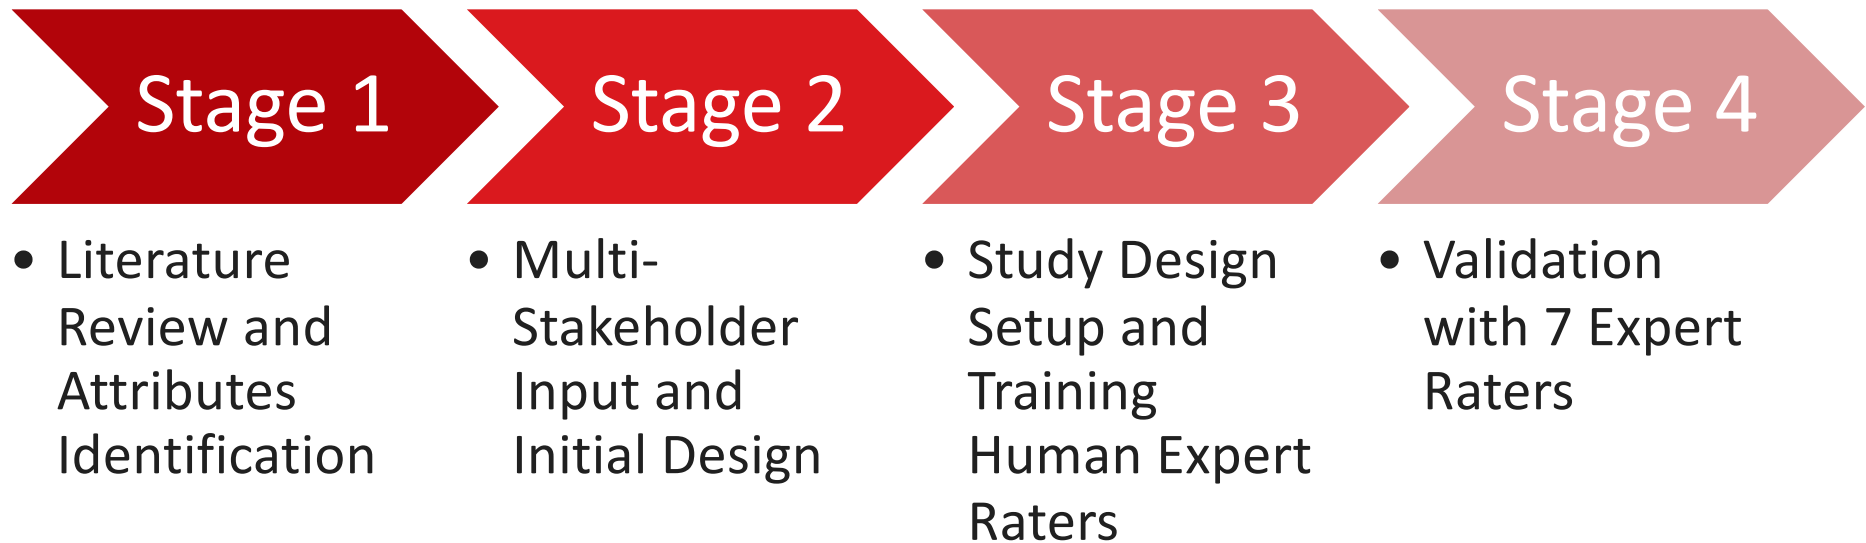 Stage 1
• Literature
Review and
Attributes
Identification
Stage 2
• Multi-
Stakeholder
Input and
Initial Design
Stage 3
• Study Design
Setup and
Training
Human Expert
Raters
Stage 4
• Validation
with 7 Expert
Raters